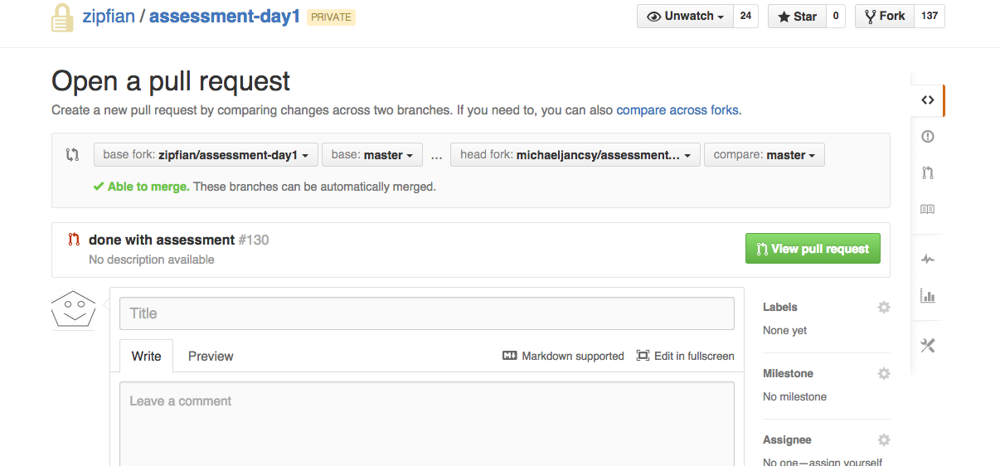 zipfian / assessment-day1 PRIVATE Unwatch 24 Star 0 Fork 137
Open a pull request
Create a new pull request by comparing changes across two branches. If you need to, you can also compare across forks.
base fork: zipfian/assessment-day1 base: master ... head fork: michaeljancsy/assessment... compare: master
Able to merge. These branches can be automatically merged.
done with assessment #130
No description available
View pull request
Title
Write Preview Markdown supported Edit in fullscreen
Leave a comment
Labels
None yet
Milestone
No milestone
Assignee
No one—assign yourself